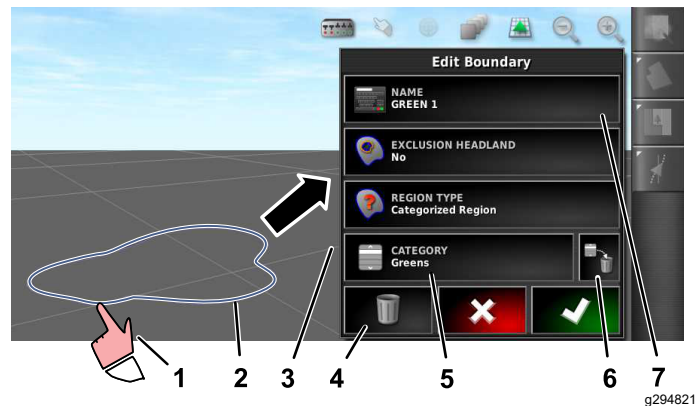 Edit Boundary
NAME
GREEN 1
EXCLUSION HEADLAND
No
REGION TYPE
Categorized Region
CATEGORY
Greens
1 2 3 4 5 6 7
g294821